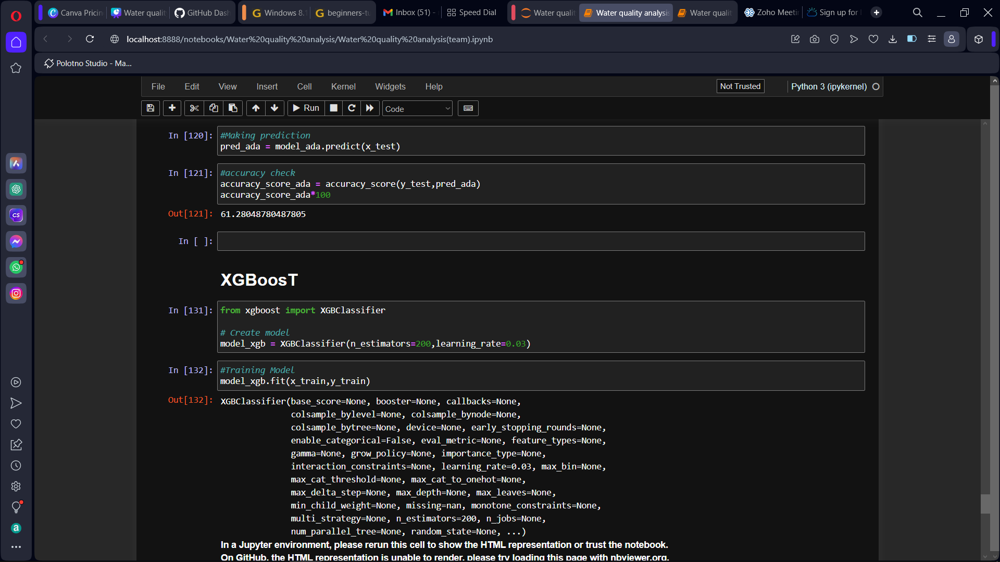 Canva Pricin
Water qualit
GitHub Dash
Windows 8.1
beginners-tu
Inbox (51) -
Speed Dial
Water qualit
Water quality analysis
Water qualit
Zoho Meetin
Sign up for
localhost:8888/notebooks/Water%20quality%20analysis/Water%20quality%20analysis(team).ipynb
Polotno Studio - Ma...
File Edit View Insert Cell Kernel Widgets Help
Not Trusted
Python 3 (ipykernel)
Run
Code
In [120]: #Making prediction
pred_ada = model_ada.predict(x_test)
In [121]: #accuracy check
accuracy_score_ada = accuracy_score(y_test,pred_ada)
accuracy_score_ada*100
Out[121]: 61.28048780487805
In [ ]:
XGBoosT
In [131]: from xgboost import XGBClassifier
# Create model
model_xgb = XGBClassifier(n_estimators=200,learning_rate=0.03)
In [132]: #Training Model
model_xgb.fit(x_train,y_train)
Out[132]: XGBClassifier(base_score=None, booster=None, callbacks=None,
colsample_bylevel=None, colsample_bynode=None,
colsample_bytree=None, device=None, early_stopping_rounds=None,
enable_categorical=False, eval_metric=None, feature_types=None,
gamma=None, grow_policy=None, importance_type=None,
interaction_constraints=None, learning_rate=0.03, max_bin=None,
max_cat_threshold=None, max_cat_to_onehot=None,
max_delta_step=None, max_depth=None, max_leaves=None,
min_child_weight=None, missing=nan, monotone_constraints=None,
multi_strategy=None, n_estimators=200, n_jobs=None,
num_parallel_tree=None, random_state=None, ...)
In a Jupyter environment, please rerun this cell to show the HTML representation or trust the notebook.
On GitHub, the HTML representation is unable to render, please try loading this page with nbviewer.org.
CS
a